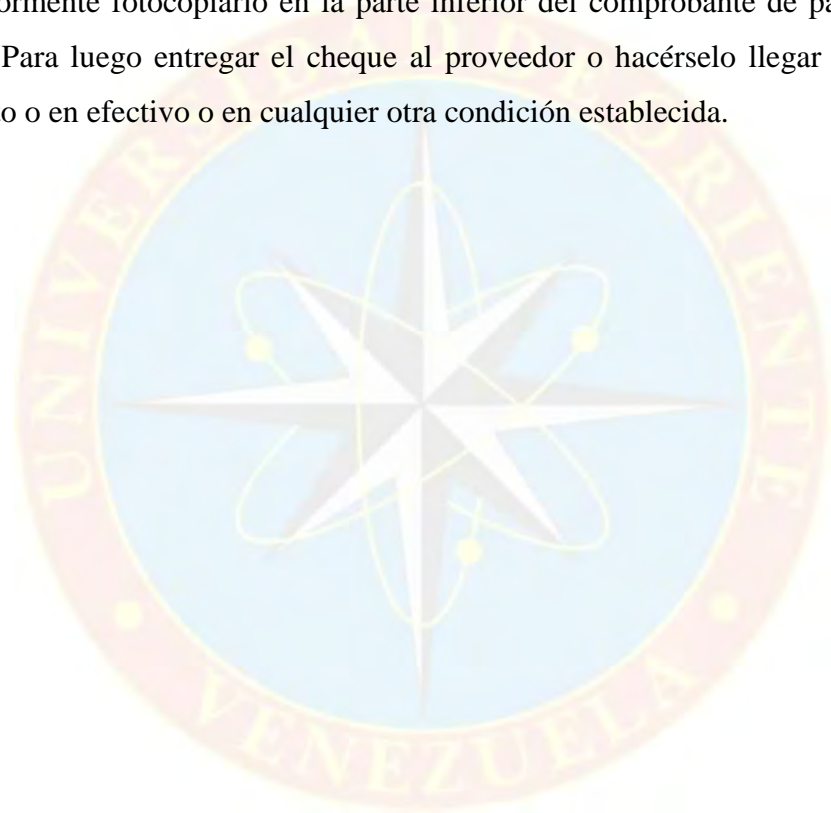 ormente fotocopiarlo en la parte inferior del comprobante de pa
Para luego entregar el cheque al proveedor o hacérselo llegar
o o en efectivo o en cualquier otra condición establecida.
UNIVERSIDAD DE ORIENTE
VENEZUELA